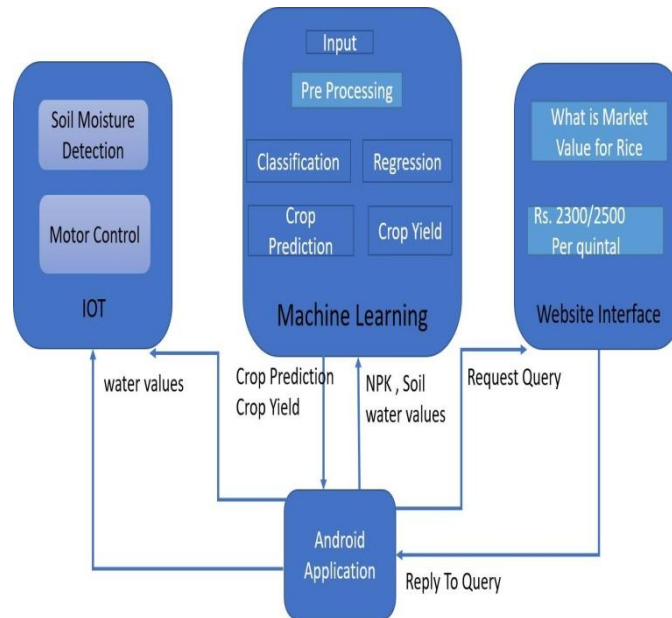 Soil Moisture
Detection
Motor Control
IOT
Input
Pre Processing
Classification
Regression
Crop
Prediction
Crop Yield
Machine Learning
What is Market
Value for Rice
Rs. 2300/2500
Per quintal
Website Interface
water values
Crop Prediction
Crop Yield
NPK , Soil
water values
Request Query
Android
Application
Reply To Query